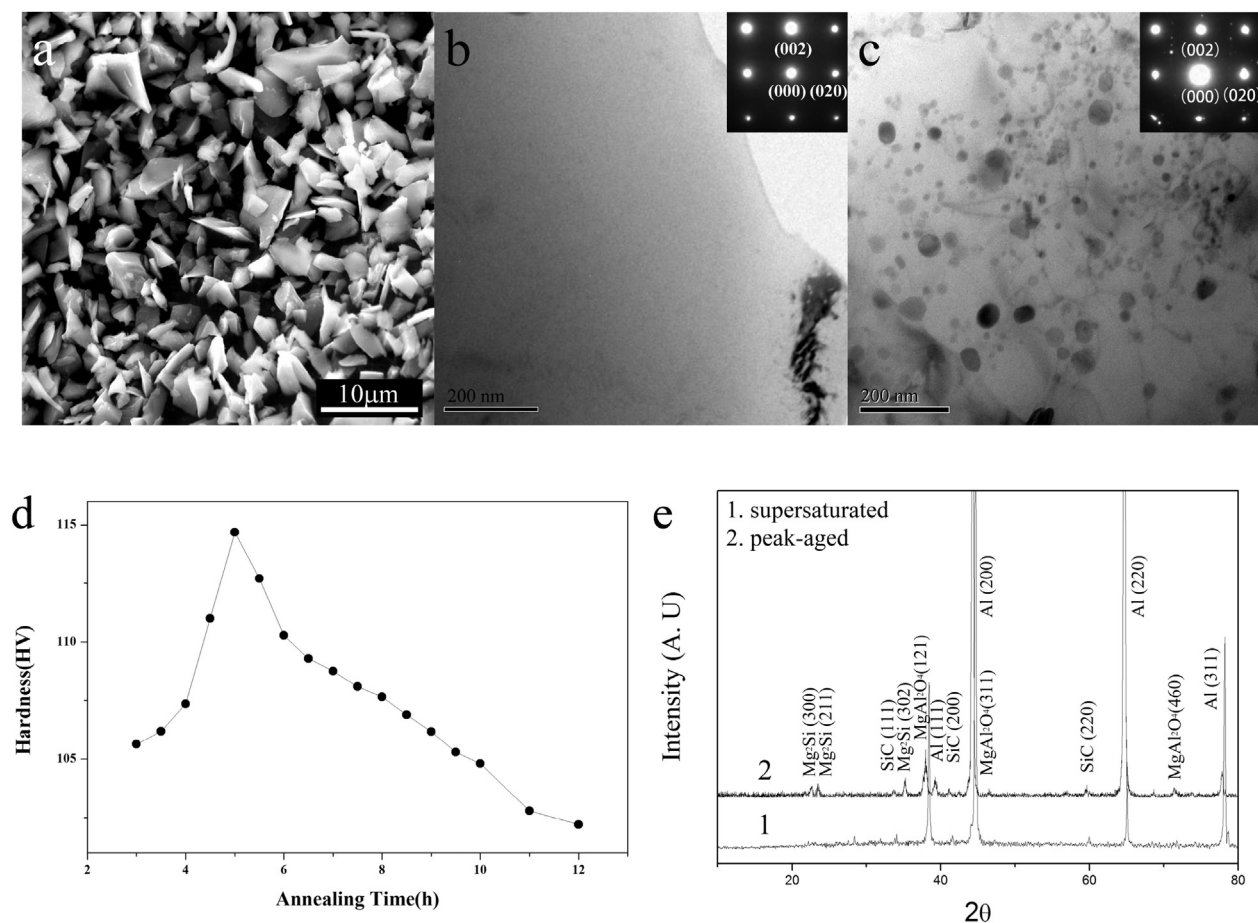 a
10μm
b
(002)
(000) (020)
200 nm
c
(002)
(000) (020)
200 nm
d
Hardness(HV)
115
110
105
2
4
6
8
10
12
Annealing Time(h)
e
Intensity (A. U)
1. supersaturated
2. peak-aged
Mg2Si (300)
Mg2Si (211)
SiC (111)
Mg2Si (302)
MgAl2O4(121)
Al (111)
SiC (200)
Al (200)
MgAl2O4(311)
SiC (220)
Al (220)
MgAl2O4(460)
Al (311)
2
1
20
40
60
80
2θ